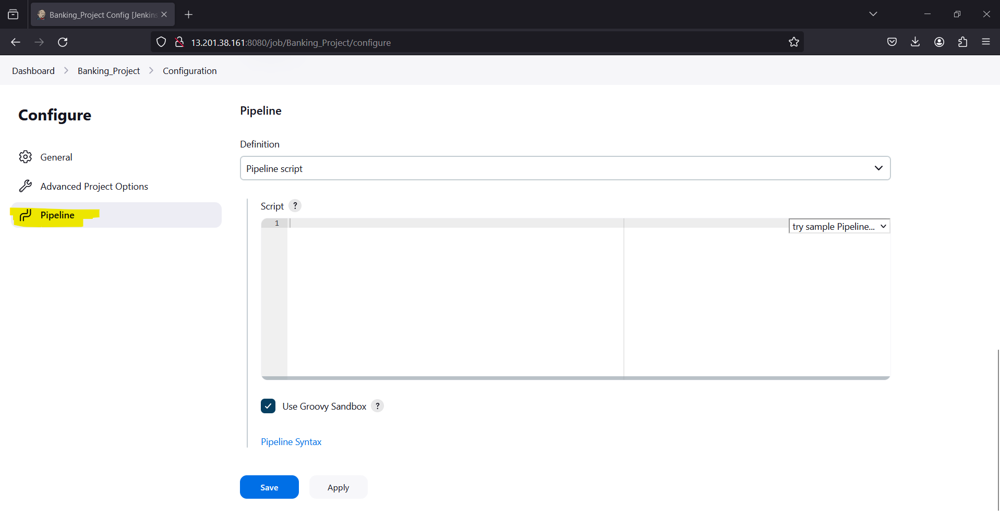 Banking_Project Config [Jenkins
13.201.38.161:8080/job/Banking_Project/configure
Dashboard > Banking_Project > Configuration
Configure
General
Advanced Project Options
Pipeline
Pipeline
Definition
Pipeline script
Script ?
1
try sample Pipeline...
Use Groovy Sandbox ?
Pipeline Syntax
Save Apply